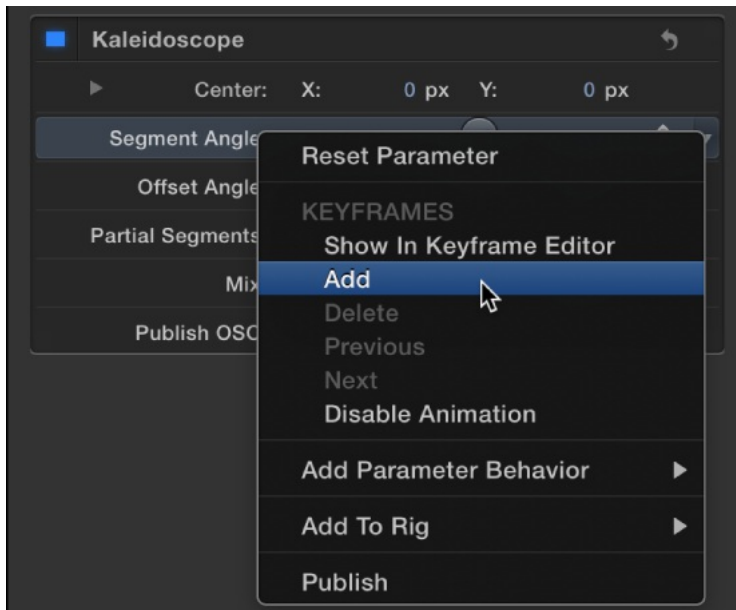 Kaleidoscope
Center: X: 0 px Y: 0 px
Segment Angle
Offset Angle
Partial Segments
Mix
Publish OSC
Reset Parameter
KEYFRAMES
Show In Keyframe Editor
Add
Delete
Previous
Next
Disable Animation
Add Parameter Behavior
Add To Rig
Publish